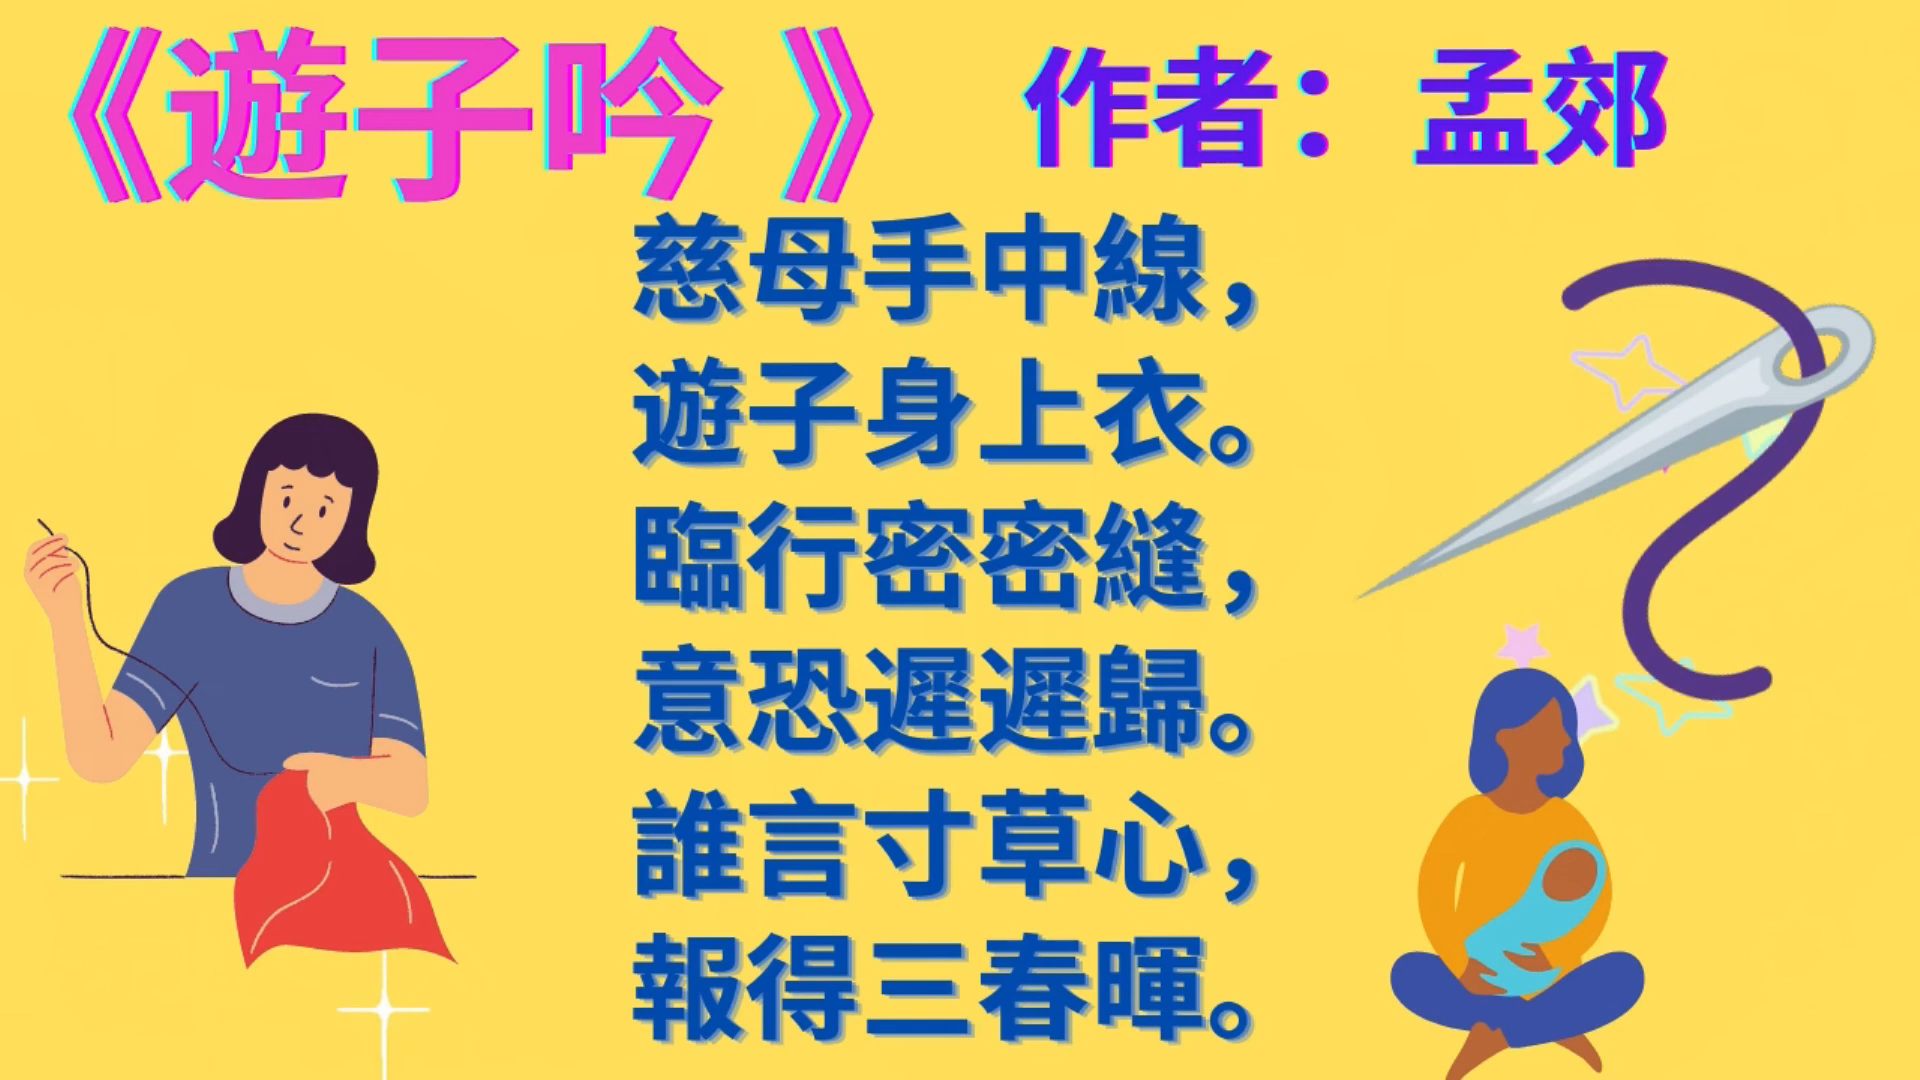 《遊子吟 》 作者：孟郊
慈母手中線，
遊子身上衣。
臨行密密縫，
意恐遲遲歸。
誰言寸草心，
報得三春暉。